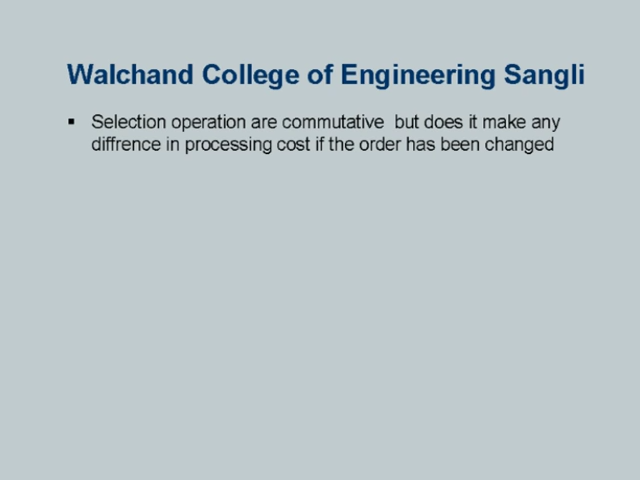 Walchand College of Engineering Sangli
▪ Selection operation are commutative but does it make any
diffrence in processing cost if the order has been changed